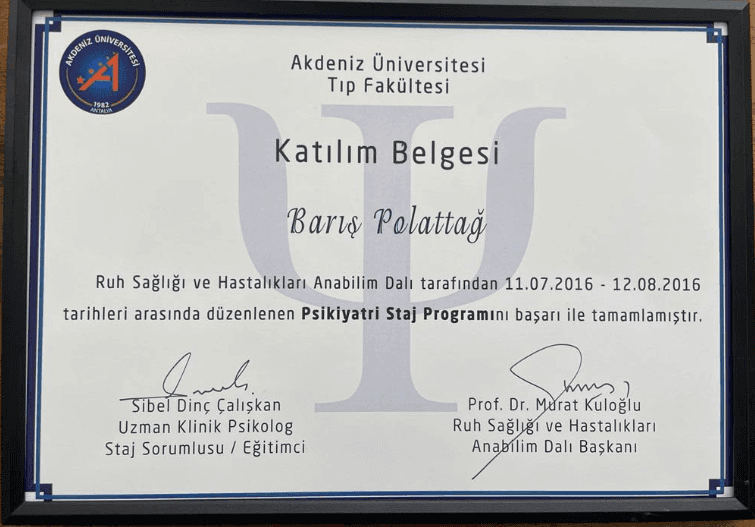 AKDENİZ ÜNİVERSİTESİ
1982
ANTALYA
Akdeniz Üniversitesi
Tıp Fakültesi
Katılım Belgesi
Barış Polattağ
Ruh Sağlığı ve Hastalıkları Anabilim Dalı tarafından 11.07.2016 - 12.08.2016
tarihleri arasında düzenlenen Psikiyatri Staj Programını başarı ile tamamlamıştır.
Sibel Dinç Çalışkan
Uzman Klinik Psikolog
Staj Sorumlusu / Eğitimci
Prof. Dr. Murat Kuloğlu
Ruh Sağlığı ve Hastalıkları
Anabilim Dalı Başkanı